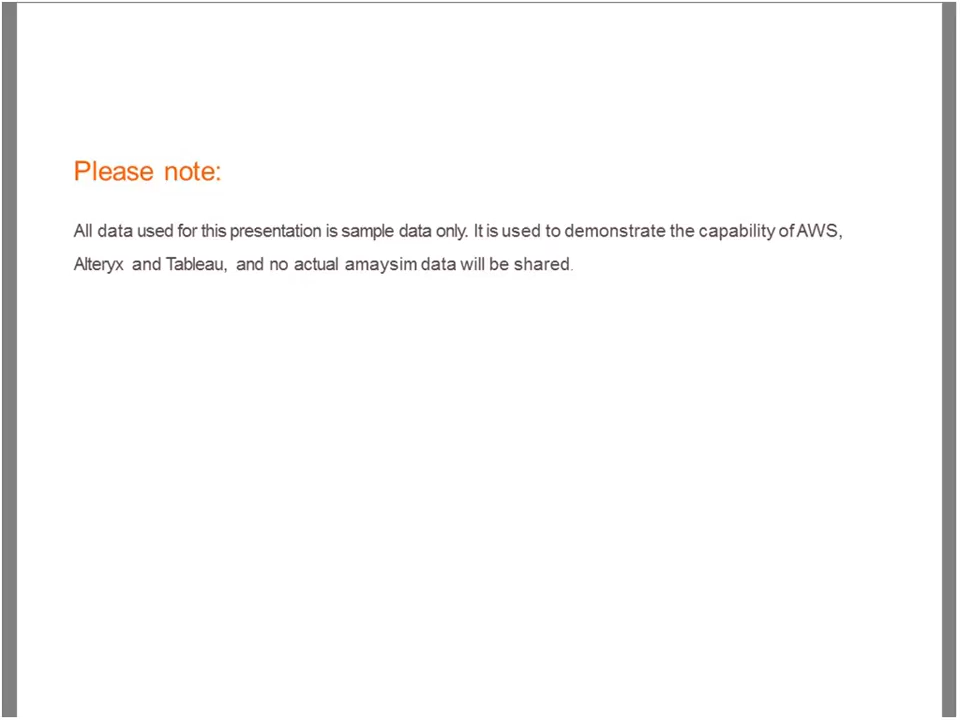 Please note:
All data used for this presentation is sample data only. It is used to demonstrate the capability of AWS,
Alteryx and Tableau, and no actual amaysim data will be shared.